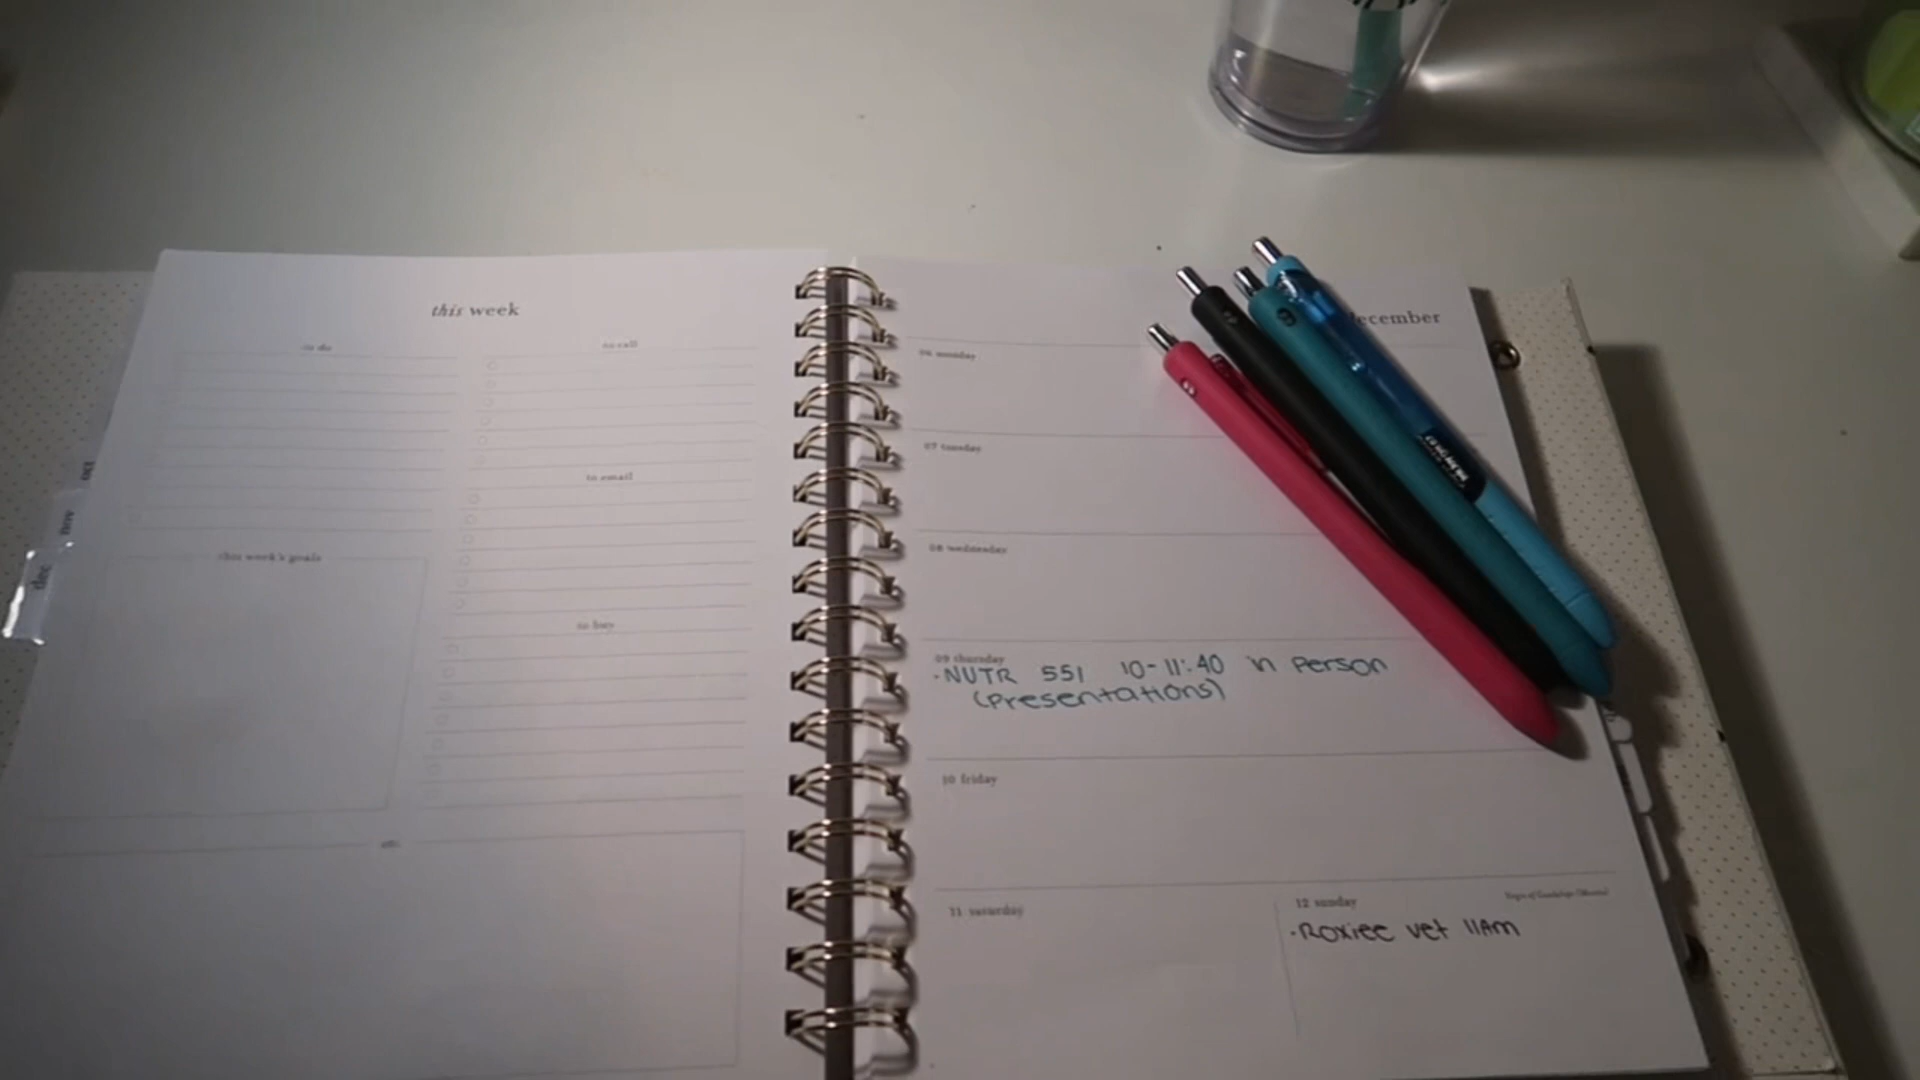 this week
to do
to call
to email
this week's goals
to buy
nov
dec
december
06 monday
07 tuesday
08 wednesday
09 thursday
·NUTR 551 10-11:40 in person
(presentations)
10 friday
11 saturday
12 sunday
·Roxiee vet 11AM